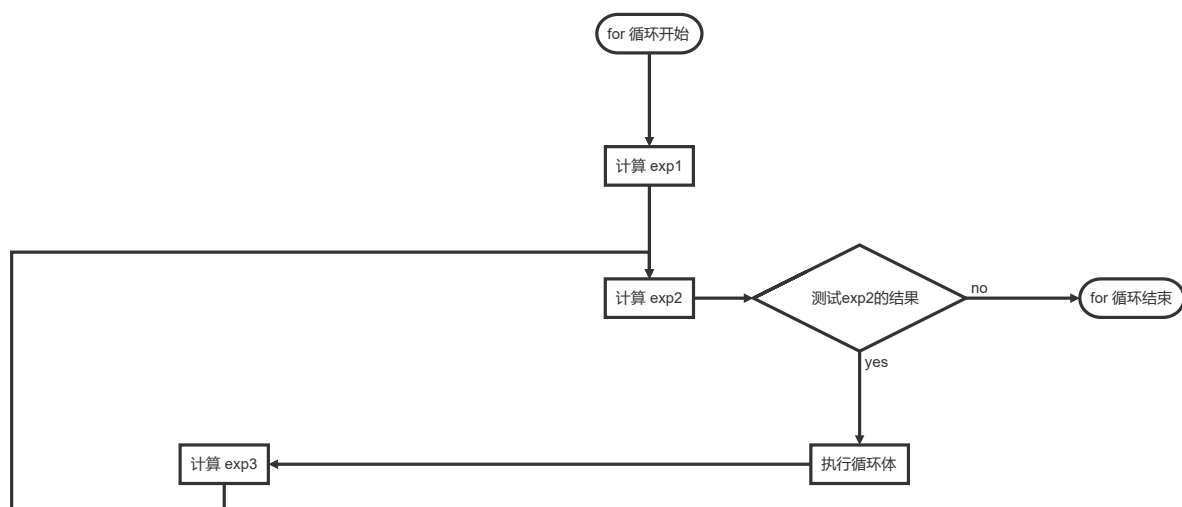 for 循环开始
计算 exp1
计算 exp2
测试exp2的结果
no
for 循环结束
yes
计算 exp3
执行循环体